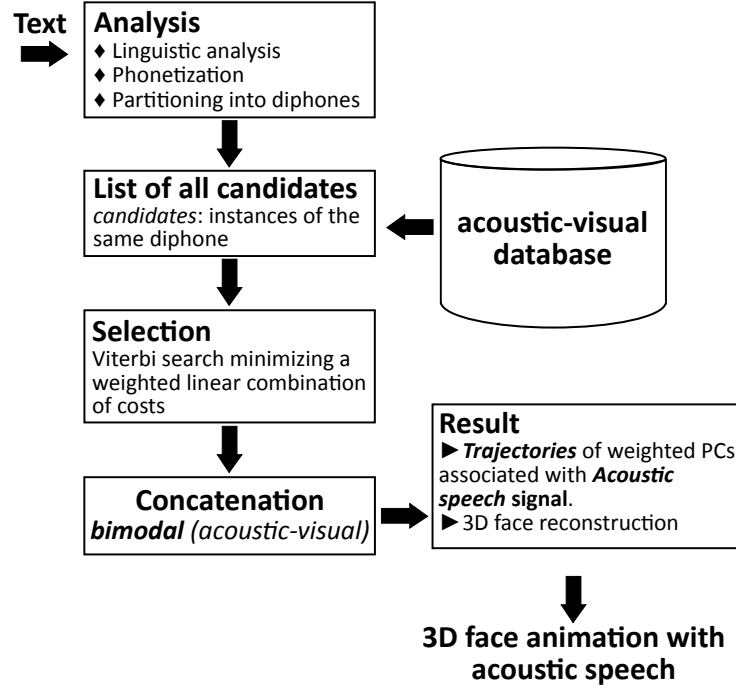 Text
Analysis
♦ Linguistic analysis
♦ Phonetization
♦ Partitioning into diphones
List of all candidates
candidates: instances of the
same diphone
acoustic-visual
database
Selection
Viterbi search minimizing a
weighted linear combination
of costs
Concatenation
bimodal (acoustic-visual)
Result
►Trajectories of weighted PCs
associated with Acoustic
speech signal.
►3D face reconstruction
3D face animation with
acoustic speech